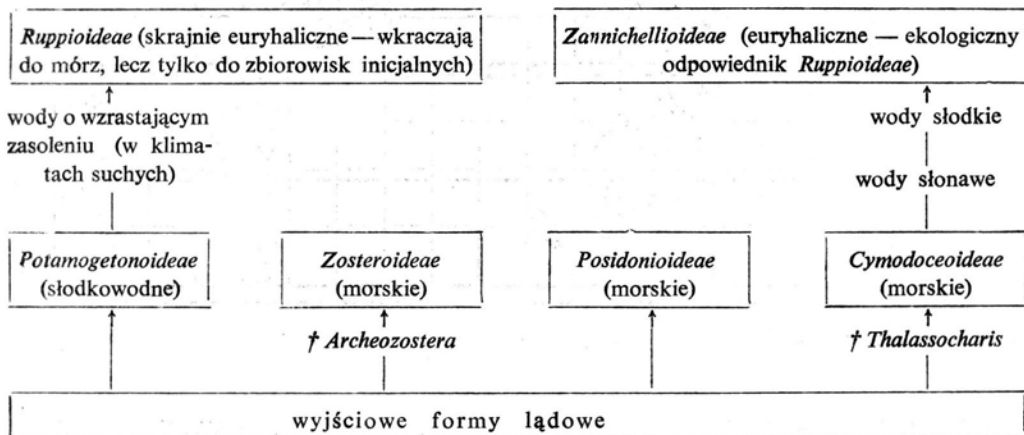 Ruppioideae (skrajnie euryhaliczne — wkraczają
do mórz, lecz tylko do zbiorowisk inicjalnych)
Zannichellioideae (euryhaliczne — ekologiczny
odpowiednik Ruppioideae)
wody o wzrastającym
zasoleniu (w klima-
tach suchych)
wody słodkie
wody słonawe
Potamogetonoideae
(słodkowodne)
Zosteroideae
(morskie)
Posidonioideae
(morskie)
Cymodoceoideae
(morskie)
† Archeozostera
† Thalassocharis
wyjściowe formy lądowe